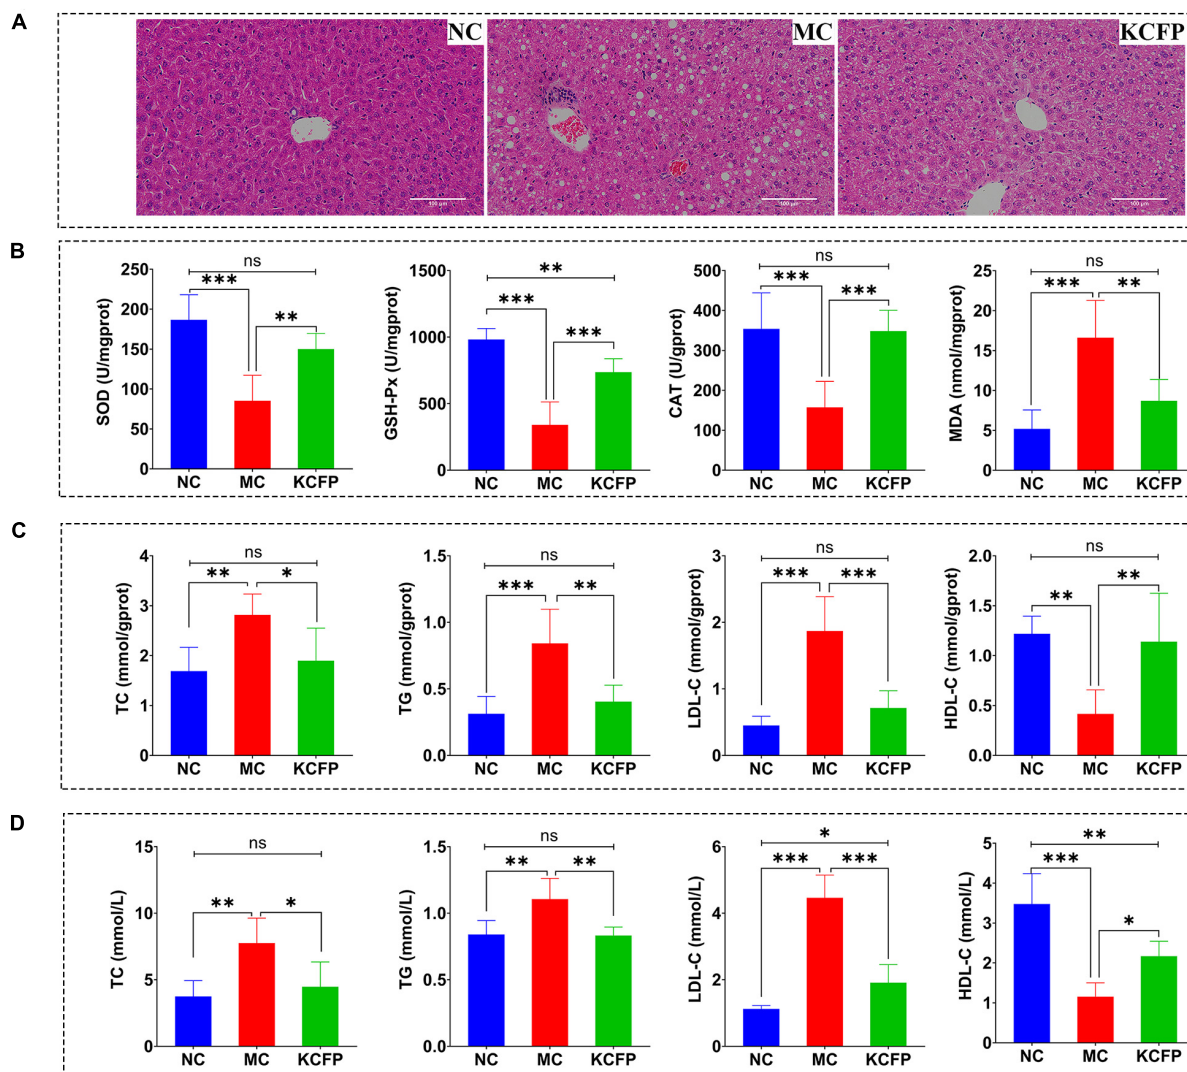 A
NC
MC
KCFP
100 μm
100 μm
100 μm
B
SOD (U/mgprot)
250
200
150
100
50
0
ns
***
**
NC MC KCFP
GSH-Px (U/mgprot)
1500
1000
500
0
**
***
***
NC MC KCFP
CAT (U/gprot)
500
400
300
200
100
0
ns
***
***
NC MC KCFP
MDA (nmol/mgprot)
25
20
15
10
5
0
ns
***
**
NC MC KCFP
C
TC (mmol/gprot)
4
3
2
1
0
ns
**
*
NC MC KCFP
TG (mmol/gprot)
1.5
1.0
0.5
0.0
ns
***
**
NC MC KCFP
LDL-C (mmol/gprot)
3
2
1
0
ns
***
***
NC MC KCFP
HDL-C (mmol/gprot)
2.0
1.5
1.0
0.5
0.0
ns
**
**
NC MC KCFP
D
TC (mmol/L)
15
10
5
0
ns
**
*
NC MC KCFP
TG (mmol/L)
1.5
1.0
0.5
0.0
ns
**
**
NC MC KCFP
LDL-C (mmol/L)
6
4
2
0
*
***
***
NC MC KCFP
HDL-C (mmol/L)
5
4
3
2
1
0
**
***
*
NC MC KCFP